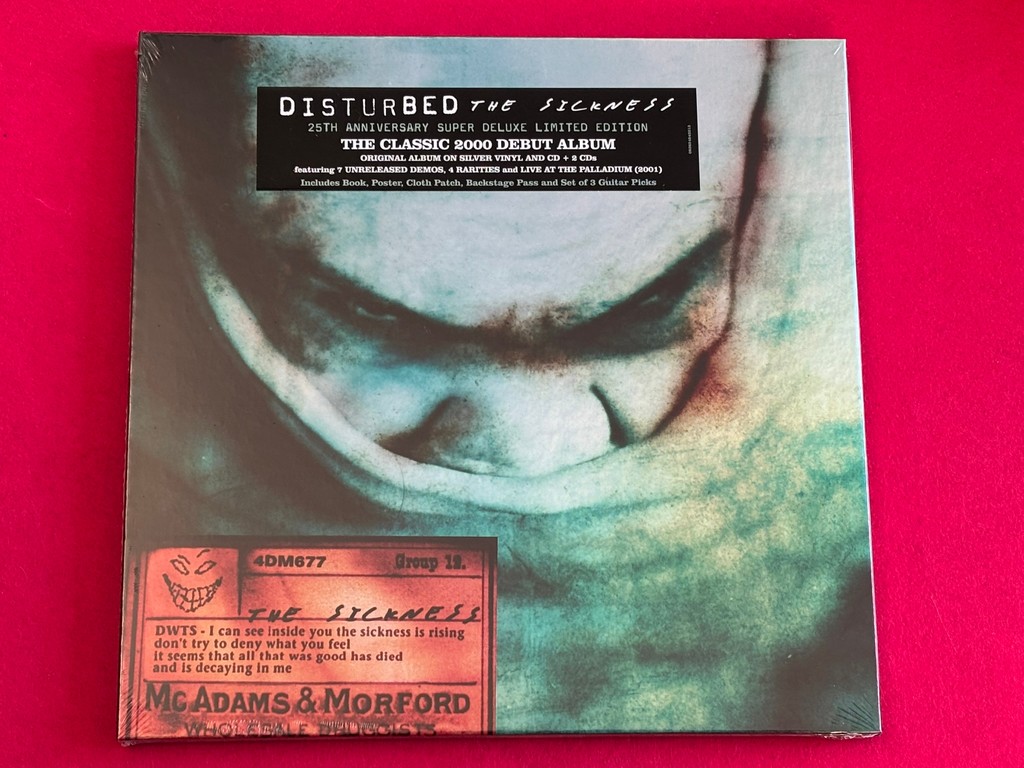 DISTURBED THE SICKNESS
25TH ANNIVERSARY SUPER DELUXE LIMITED EDITION
THE CLASSIC 2000 DEBUT ALBUM
ORIGINAL ALBUM ON SILVER VINYL AND CD + 2 CDs
featuring 7 UNRELEASED DEMOS, 4 RARITIES and LIVE AT THE PALLADIUM (2001)
Includes Book, Poster, Cloth Patch, Backstage Pass and Set of 3 Guitar Picks
4DM677 Group 12.
THE SICKNESS
DWTS - I can see inside you the sickness is rising
don't try to deny what you feel
it seems that all that was good has died
and is decaying in me
MC ADAMS & MORFORD
WHOLESALE DRUGGISTS